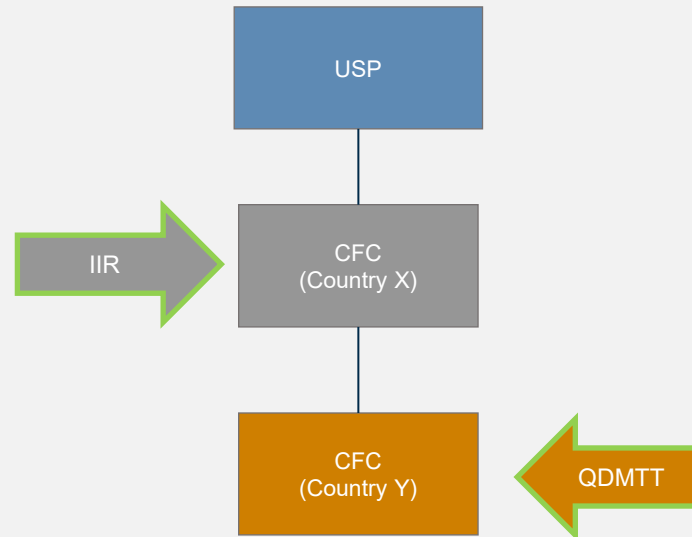 USP
IIR
CFC
(Country X)
CFC
(Country Y)
QDMTT